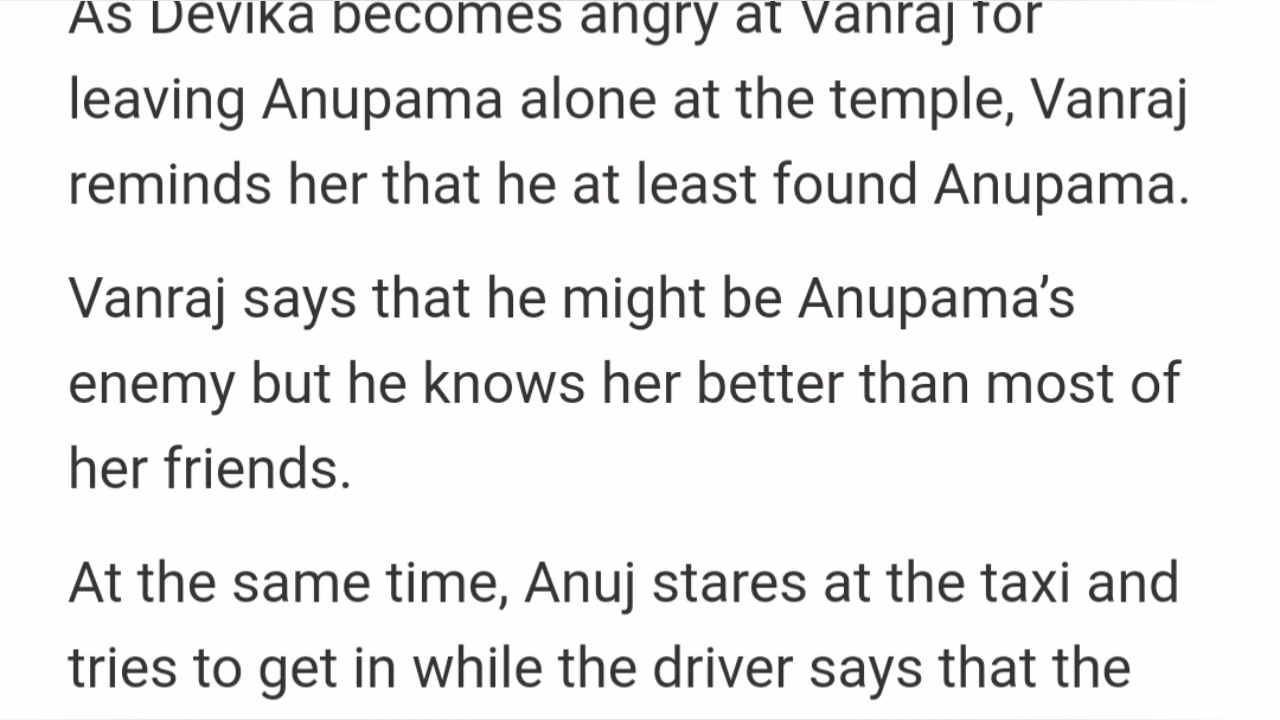 As Devika becomes angry at Vanraj for
leaving Anupama alone at the temple, Vanraj
reminds her that he at least found Anupama.
Vanraj says that he might be Anupama’s
enemy but he knows her better than most of
her friends.
At the same time, Anuj stares at the taxi and
tries to get in while the driver says that the